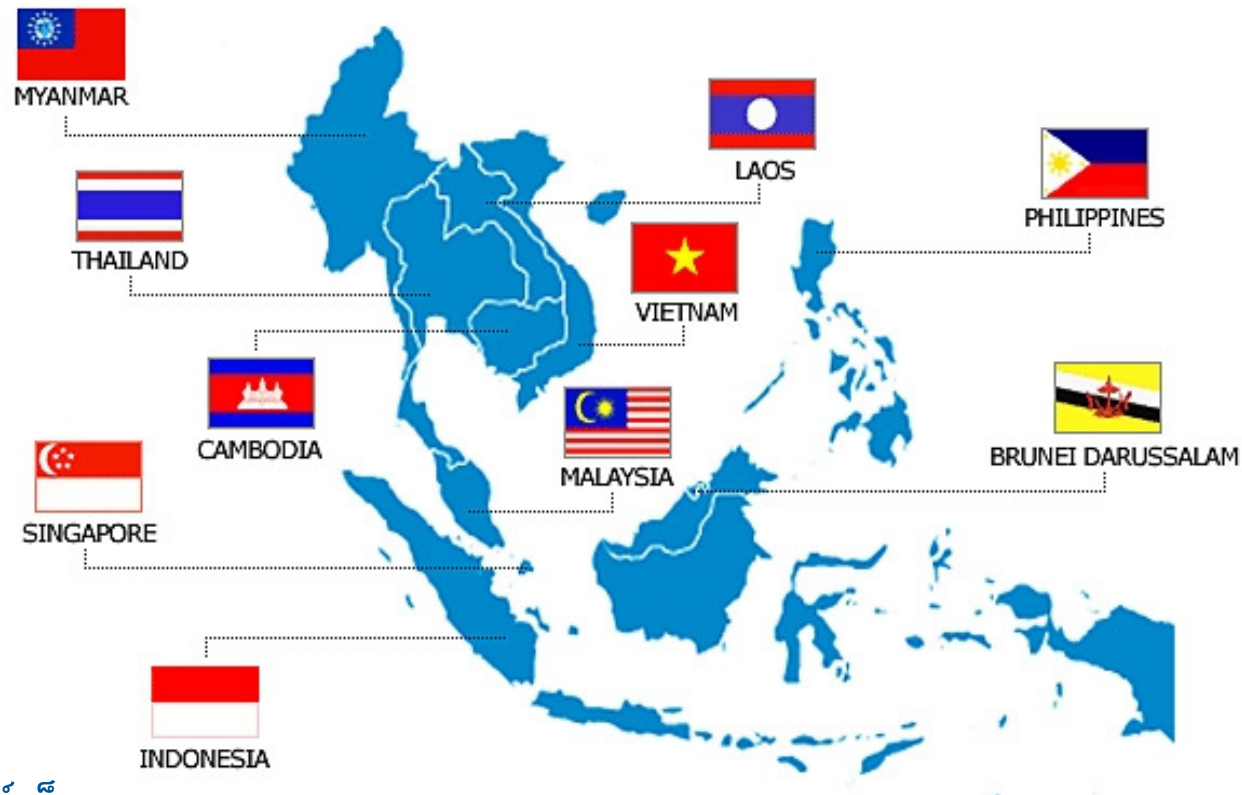 MYANMAR
LAOS
PHILIPPINES
THAILAND
VIETNAM
CAMBODIA
MALAYSIA
BRUNEI DARUSSALAM
SINGAPORE
INDONESIA